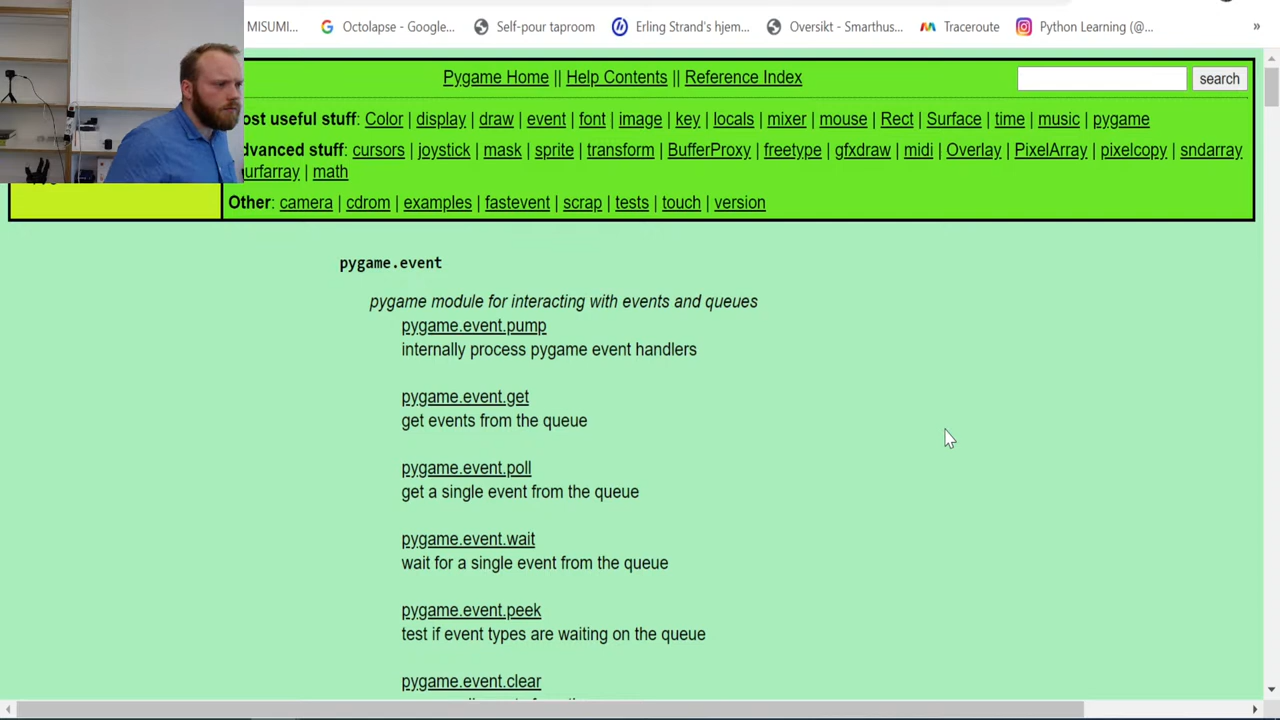 MISUMI... Octolapse - Google... Self-pour taproom Erling Strand's hjem... Oversikt - Smarthus... Traceroute Python Learning (@... »
Pygame Home || Help Contents || Reference Index search
ost useful stuff: Color | display | draw | event | font | image | key | locals | mixer | mouse | Rect | Surface | time | music | pygame
dvanced stuff: cursors | joystick | mask | sprite | transform | BufferProxy | freetype | gfxdraw | midi | Overlay | PixelArray | pixelcopy | sndarray
urfarray | math
Other: camera | cdrom | examples | fastevent | scrap | tests | touch | version
pygame.event
pygame module for interacting with events and queues
pygame.event.pump
internally process pygame event handlers
pygame.event.get
get events from the queue
pygame.event.poll
get a single event from the queue
pygame.event.wait
wait for a single event from the queue
pygame.event.peek
test if event types are waiting on the queue
pygame.event.clear